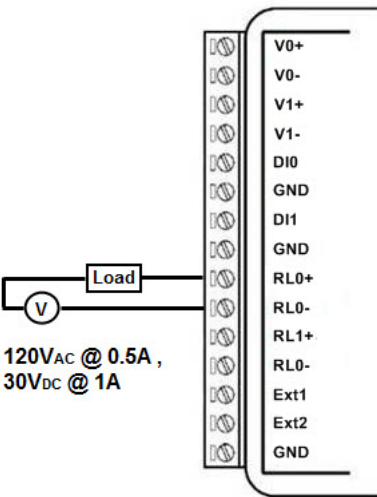 V0+
V0-
V1+
V1-
DI0
GND
DI1
GND
RL0+
RL0-
RL1+
RL0-
Ext1
Ext2
GND
Load
V
120VAC @ 0.5A ,
30VDC @ 1A